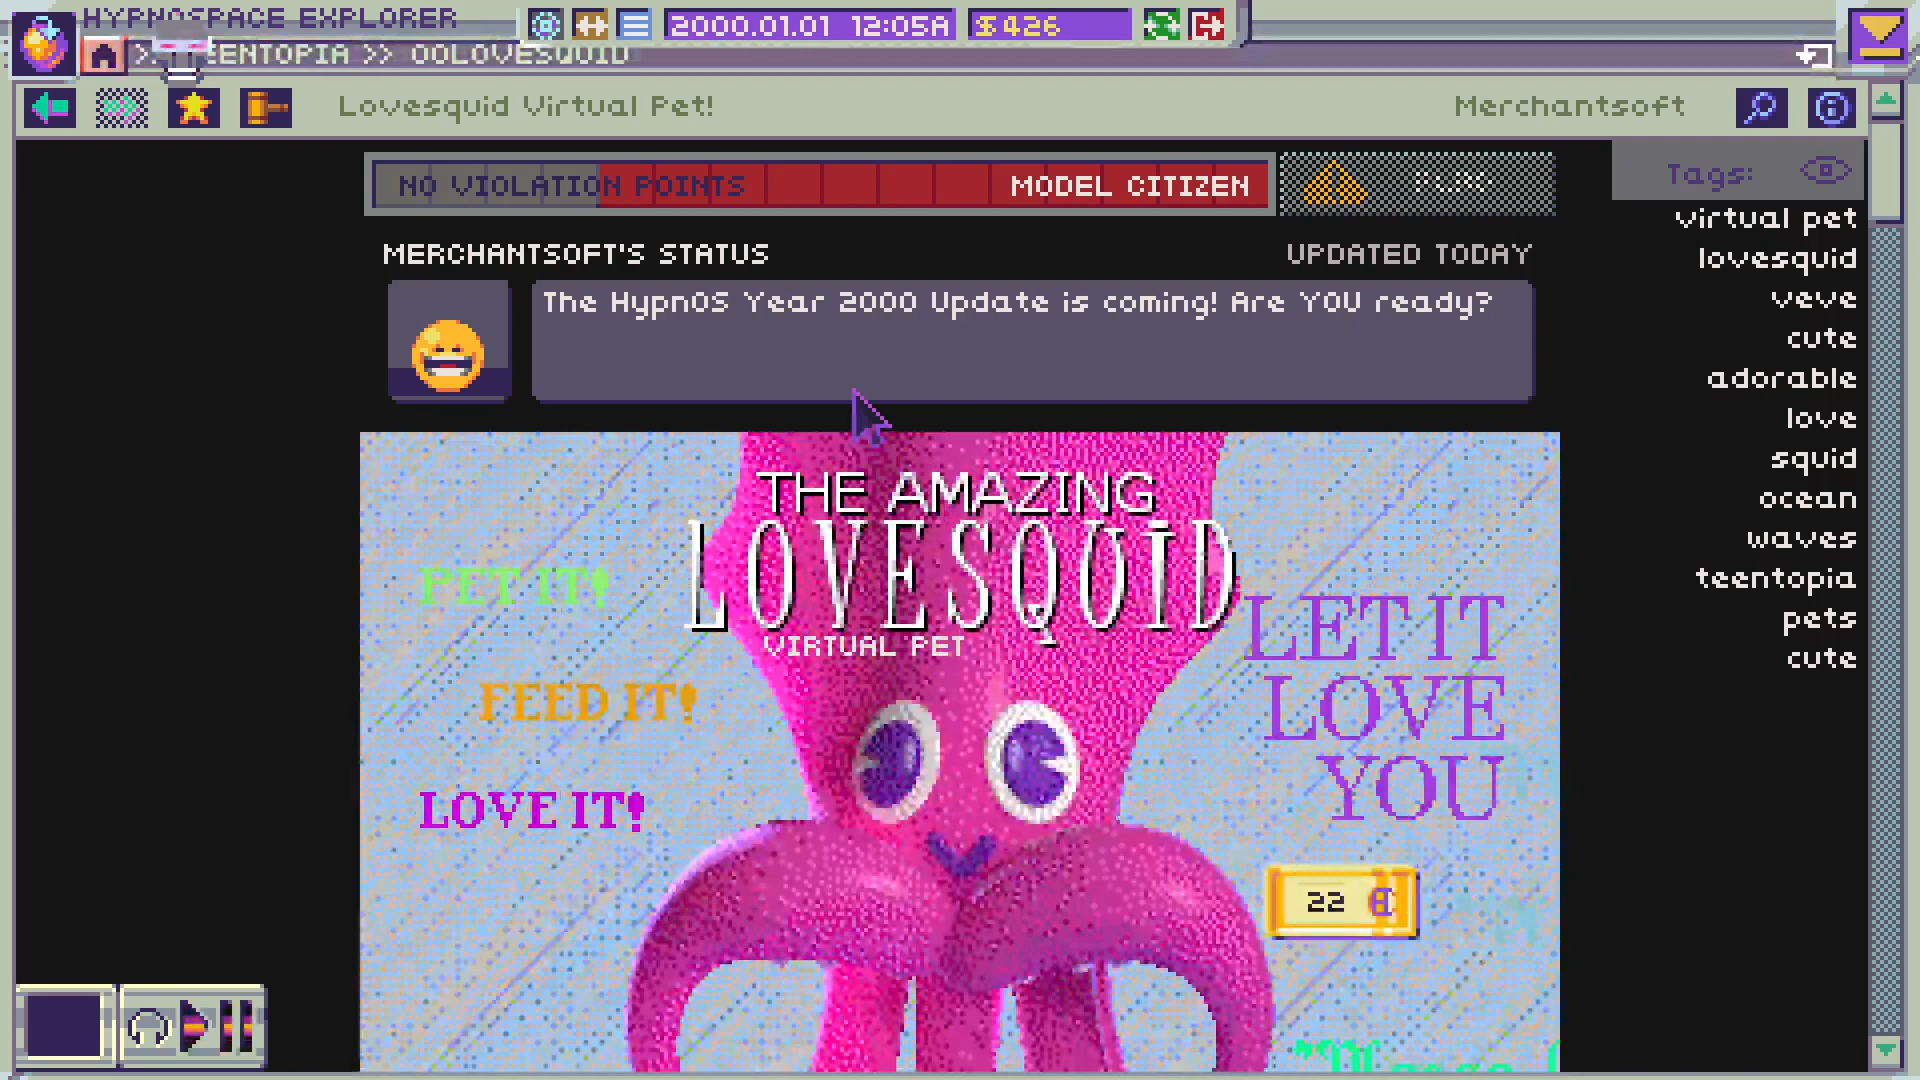 HYPNOSPACE EXPLORER
2000.01.01 12:05A
$ 426
EENTOPIA >> 00LOVESQUID
Lovesquid Virtual Pet!
Merchantsoft
NO VIOLATION POINTS
MODEL CITIZEN
Tags:
virtual pet
lovesquid
veve
cute
adorable
love
squid
ocean
waves
teentopia
pets
cute
MERCHANTSOFT'S STATUS
UPDATED TODAY
The HypnOS Year 2000 Update is coming! Are YOU ready?
THE AMAZING
LOVESQUID
VIRTUAL PET
PET IT!
FEED IT!
LOVE IT!
LET IT
LOVE
YOU
22